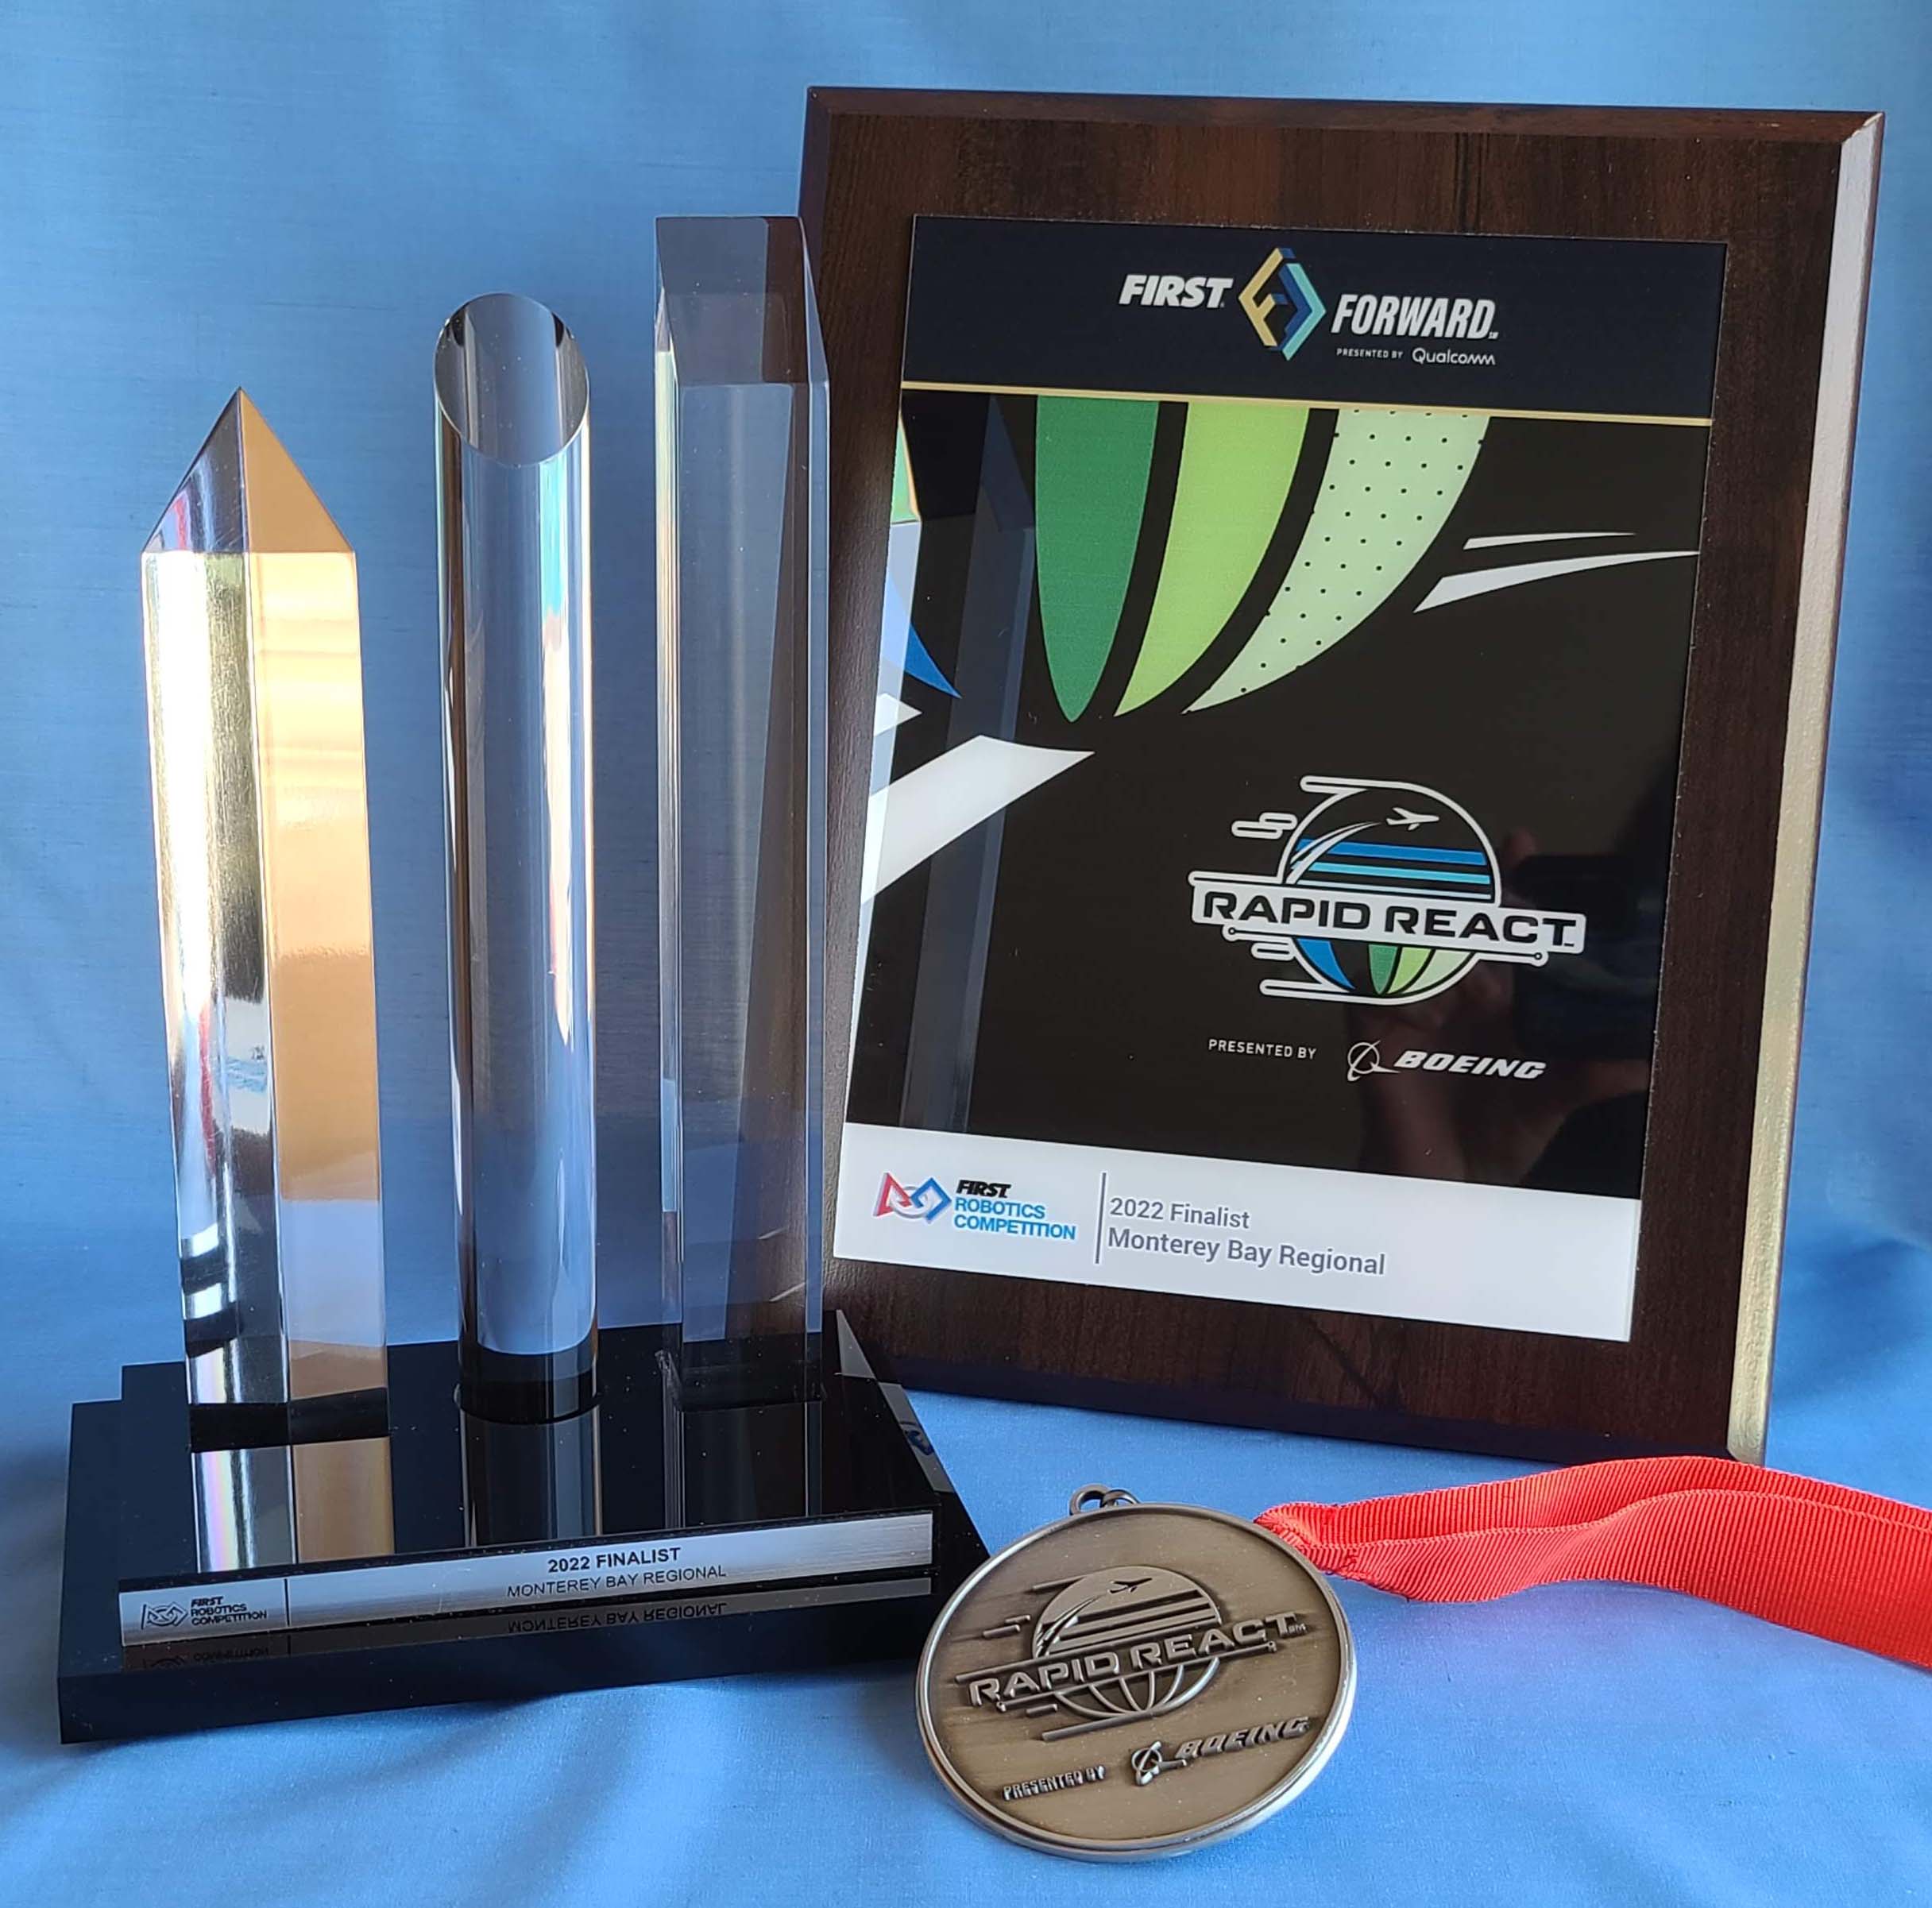 FIRST FORWARD
PRESENTED BY Qualcomm
RAPID REACT
PRESENTED BY BOEING
FIRST
ROBOTICS
COMPETITION
2022 Finalist
Monterey Bay Regional
2022 FINALIST
MONTEREY BAY REGIONAL
FIRST
ROBOTICS
COMPETITION
RAPID REACT
PRESENTED BY BOEING